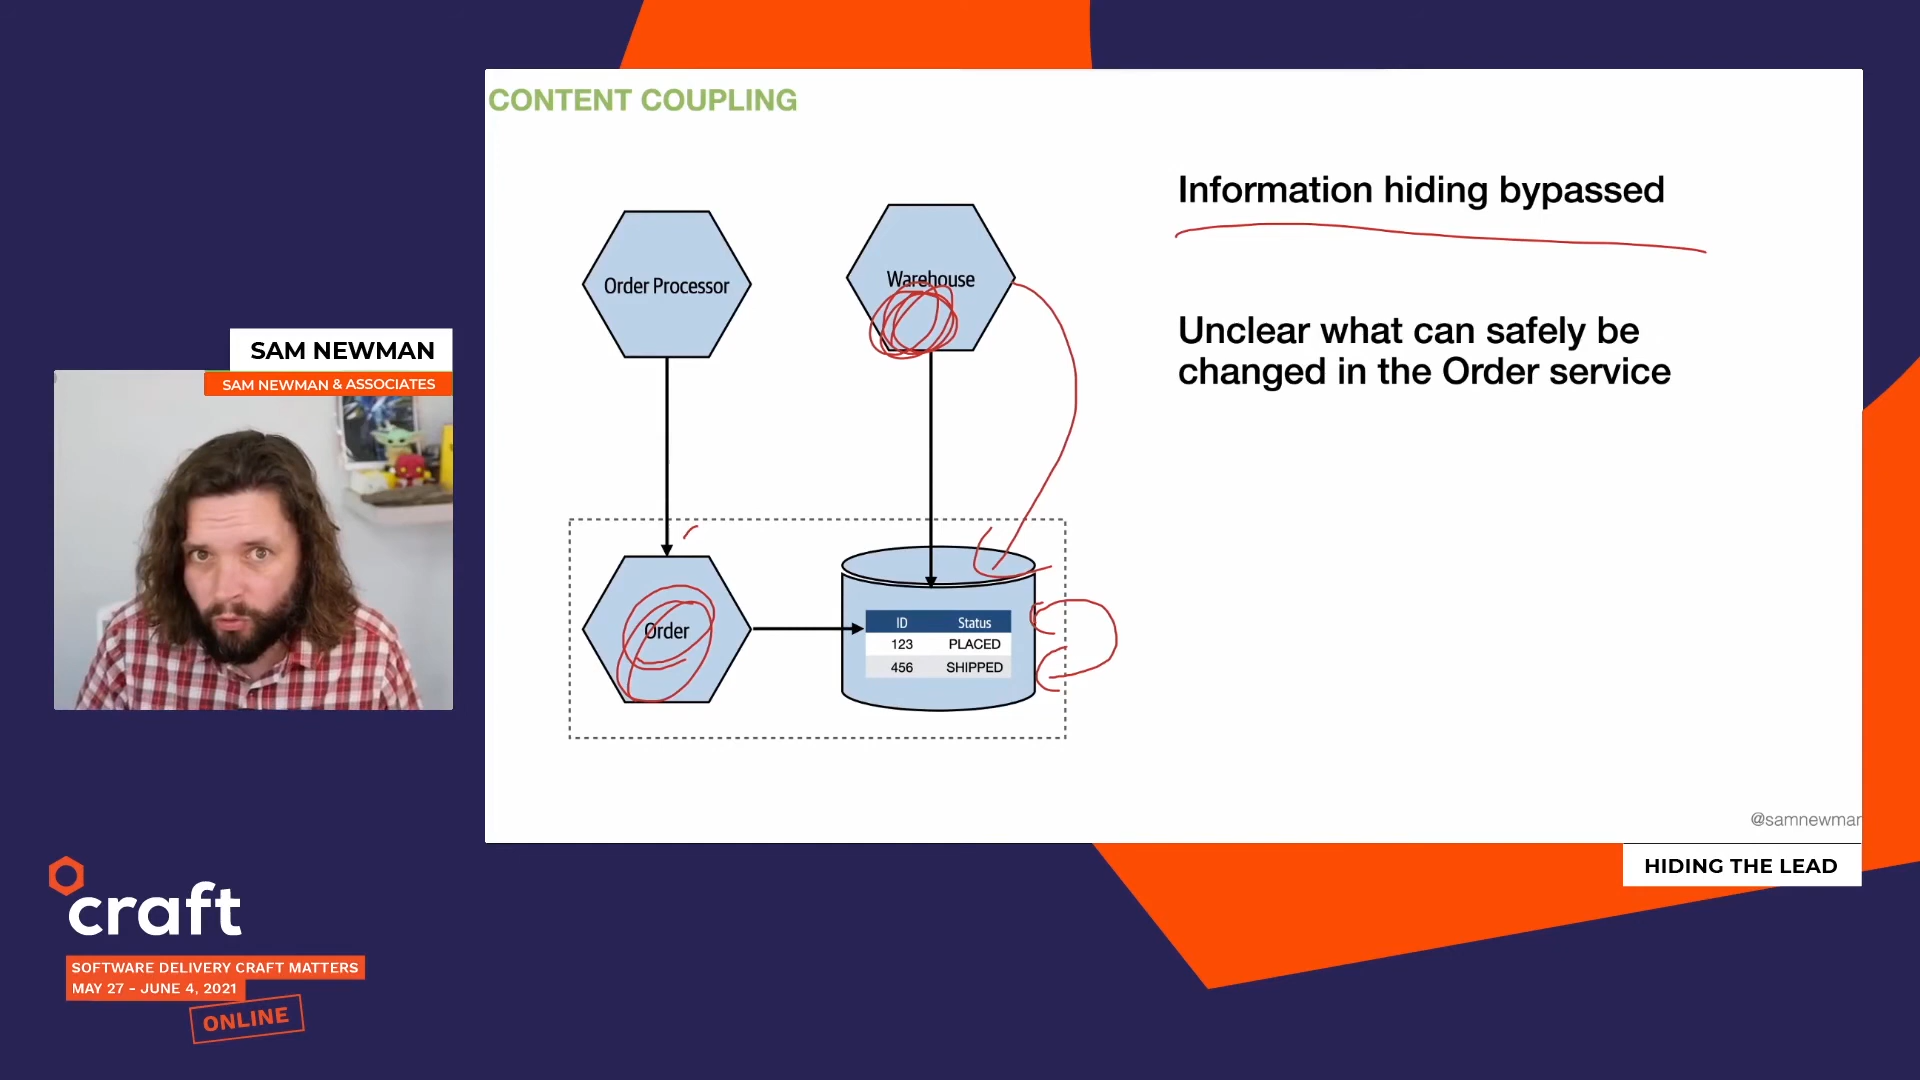 CONTENT COUPLING
Information hiding bypassed
Unclear what can safely be
changed in the Order service
Order Processor
Warehouse
Order
ID Status
123 PLACED
456 SHIPPED
@samnewman
HIDING THE LEAD
SAM NEWMAN
SAM NEWMAN & ASSOCIATES
craft
SOFTWARE DELIVERY CRAFT MATTERS
MAY 27 - JUNE 4, 2021
ONLINE